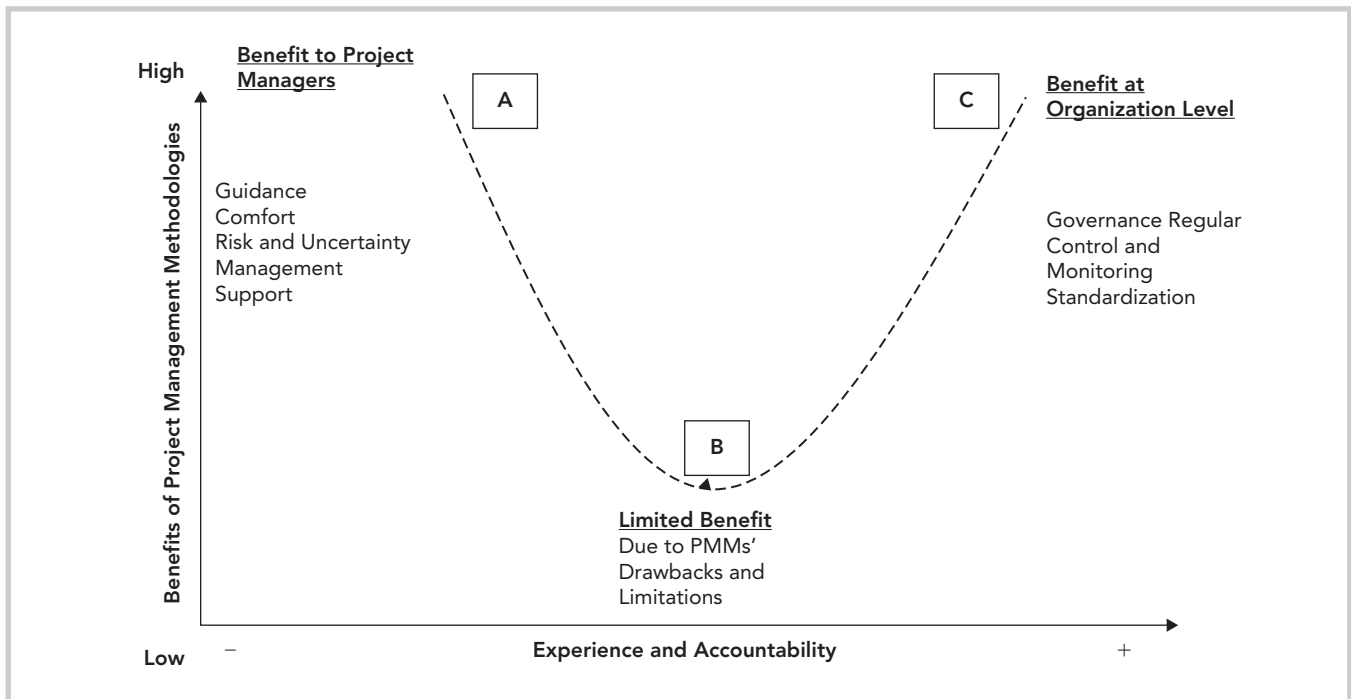 High
Benefits of Project Management Methodologies
Low
Benefit to Project
Managers
Guidance
Comfort
Risk and Uncertainty
Management
Support
A
B
Limited Benefit
Due to PMMs’
Drawbacks and
Limitations
C
Benefit at
Organization Level
Governance Regular
Control and
Monitoring
Standardization
−
Experience and Accountability
+